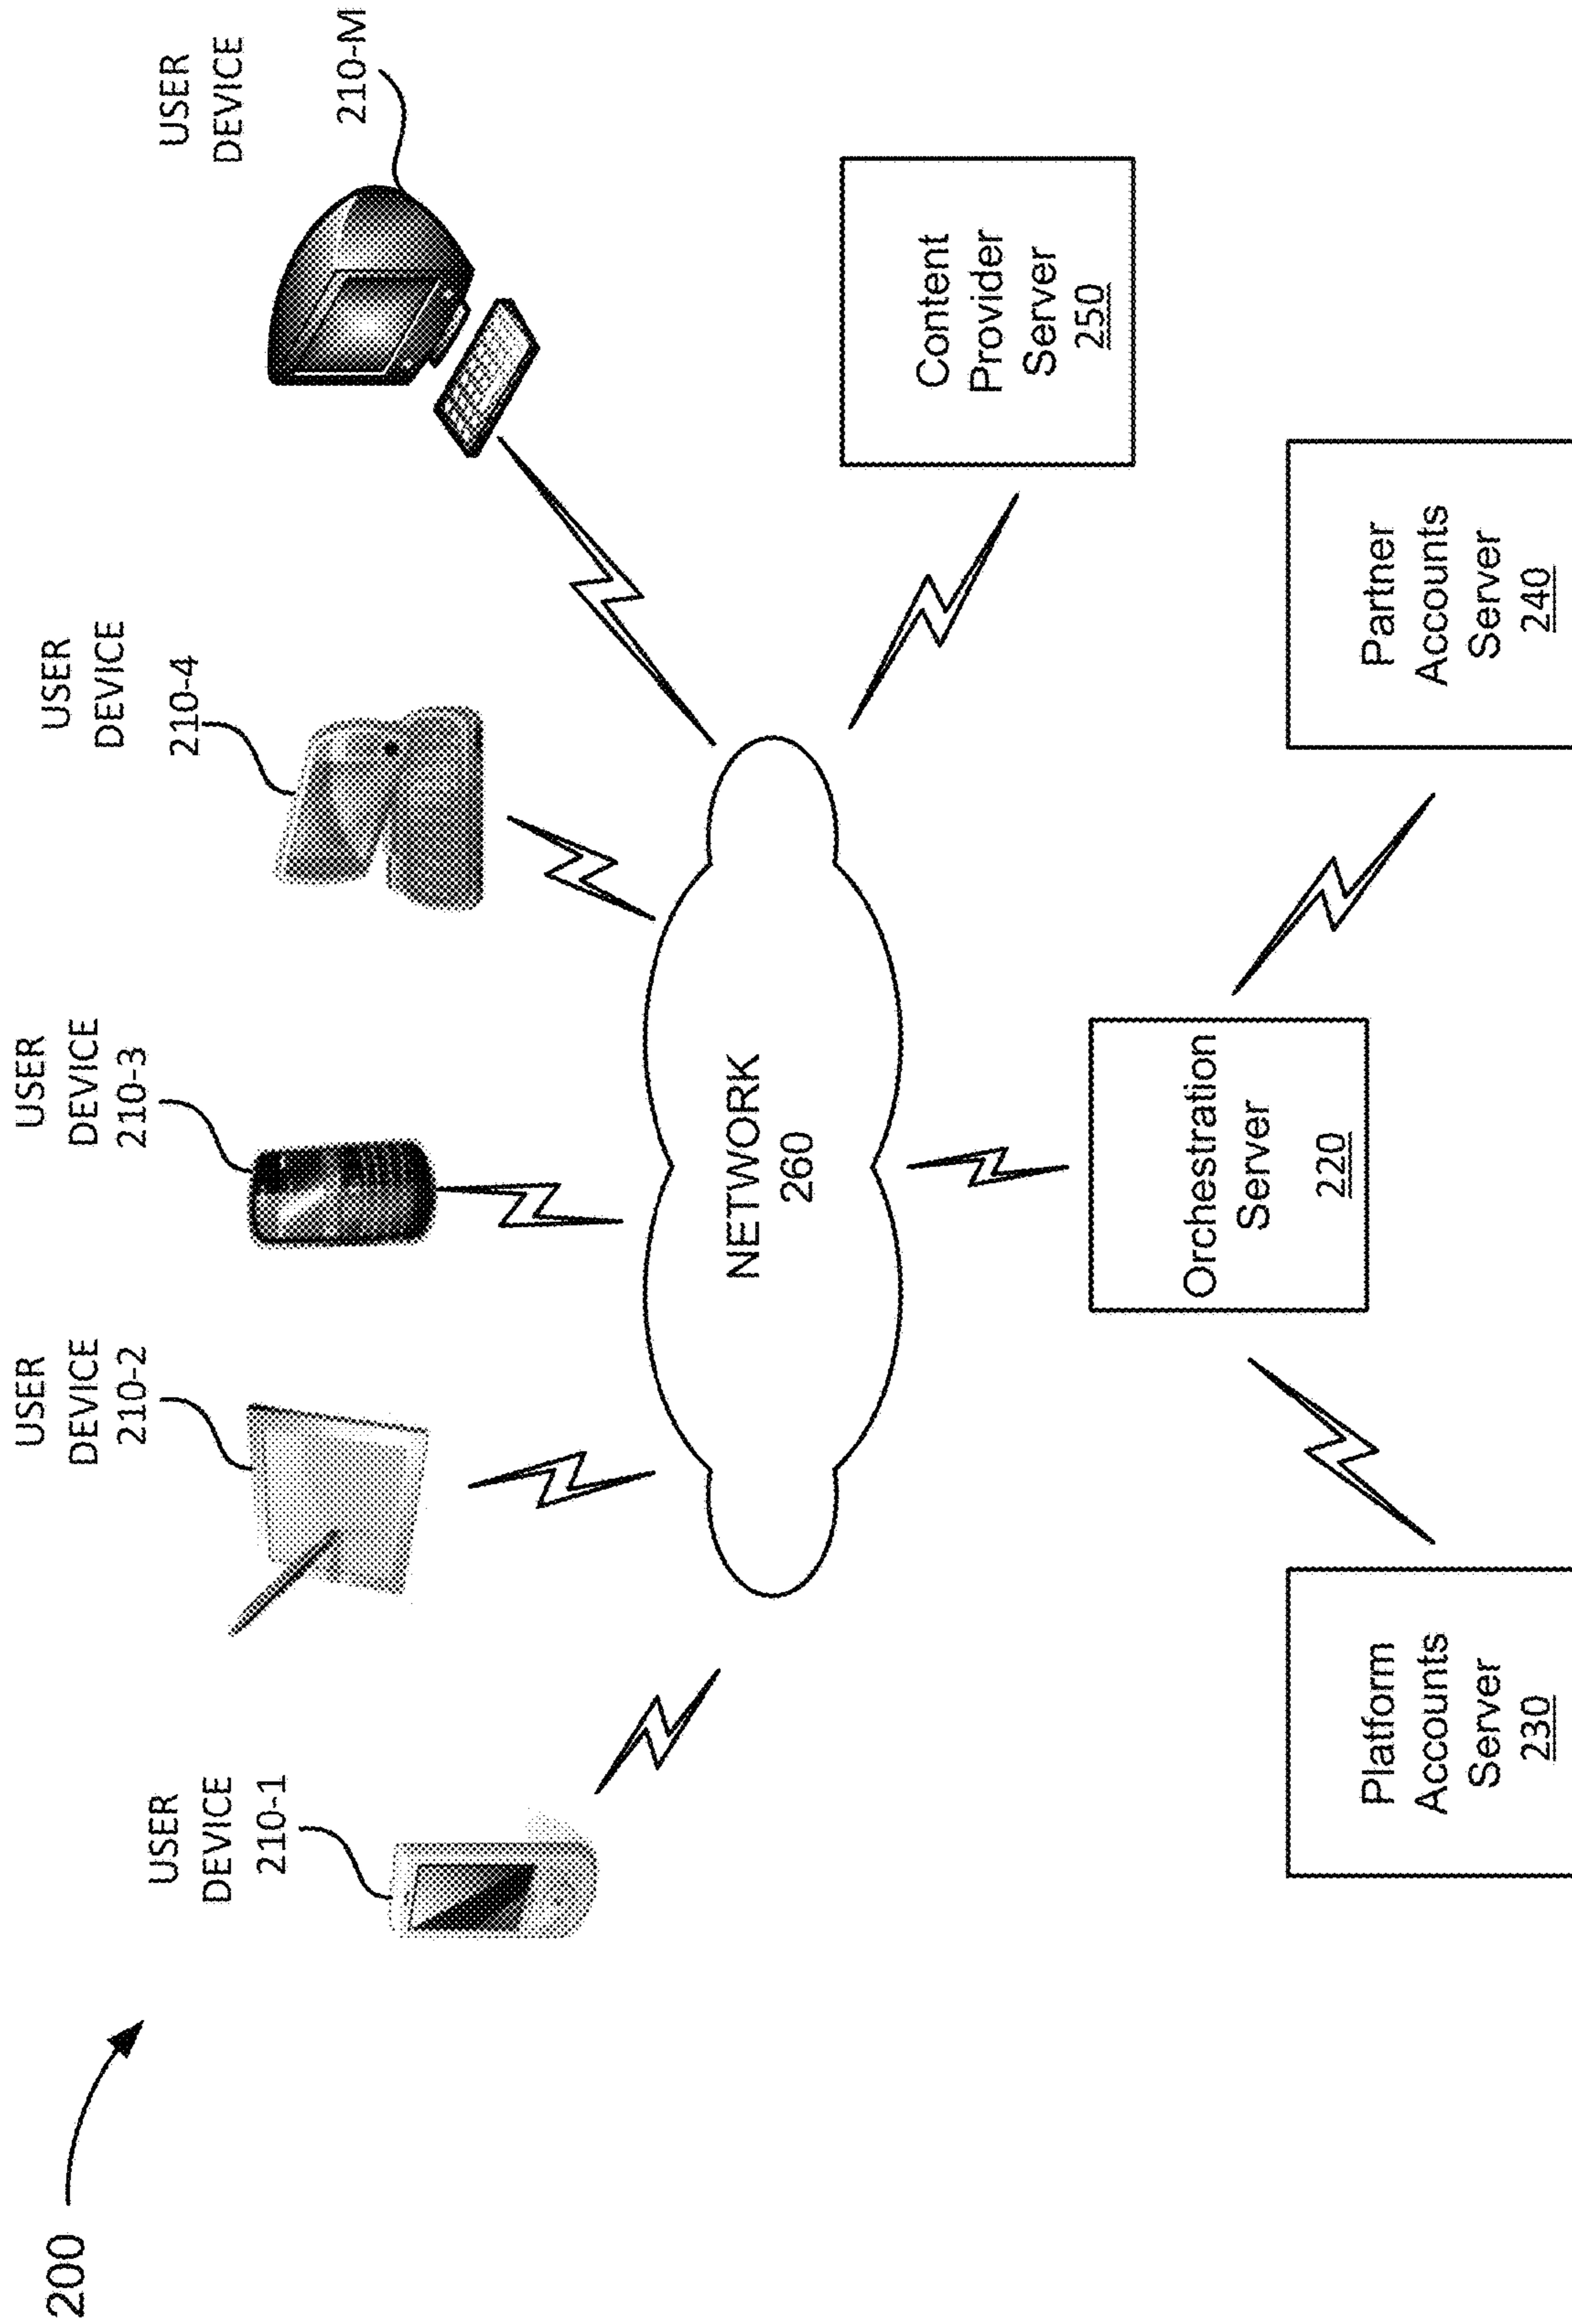 200
USER
DEVICE
210-1
USER
DEVICE
210-2
USER
DEVICE
210-3
USER
DEVICE
210-4
USER
DEVICE
210-M
NETWORK
260
Content
Provider
Server
250
Orchestration
Server
220
Platform
Accounts
Server
230
Partner
Accounts
Server
240